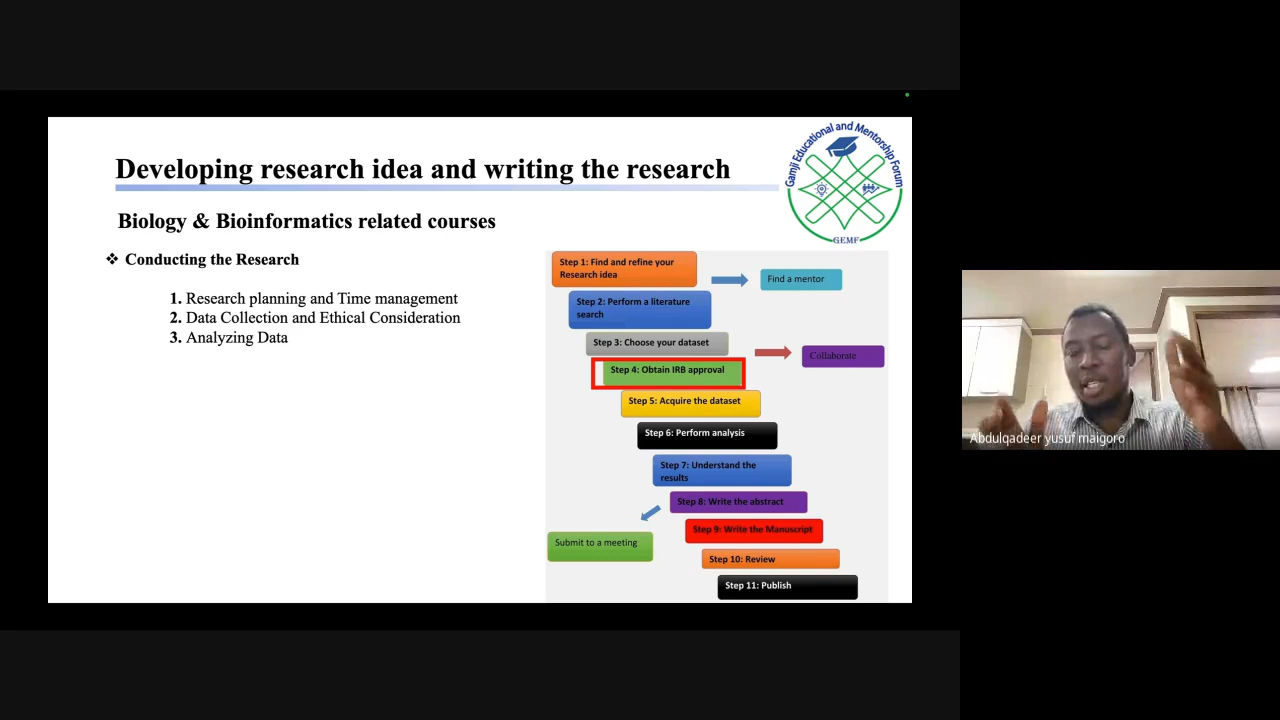 Developing research idea and writing the research
Gamji Educational and Mentorship Forum
GEMF
Biology & Bioinformatics related courses
❖ Conducting the Research
1. Research planning and Time management
2. Data Collection and Ethical Consideration
3. Analyzing Data
Step 1: Find and refine your
Research idea
Find a mentor
Step 2: Perform a literature
search
Step 3: Choose your dataset
Collaborate
Step 4: Obtain IRB approval
Step 5: Acquire the dataset
Step 6: Perform analysis
Step 7: Understand the
results
Step 8: Write the abstract
Submit to a meeting
Step 9: Write the Manuscript
Step 10: Review
Step 11: Publish
Abdulqadeer yusuf maigoro